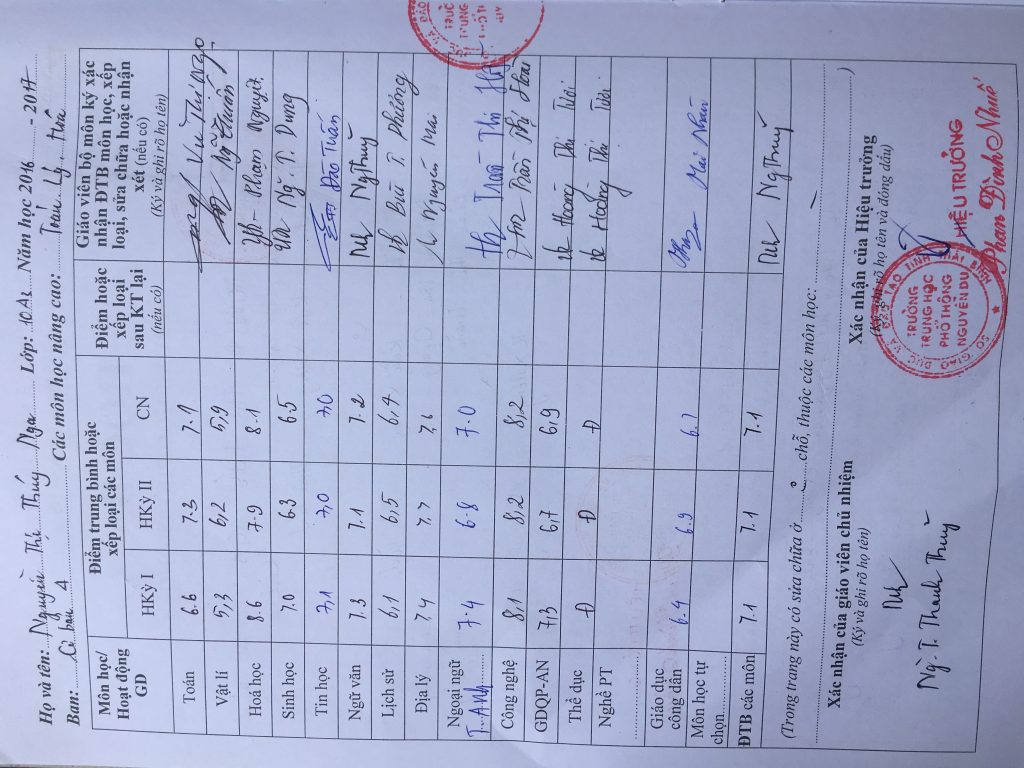 Họ và tên: Nguyễn Thị Thúy Nga Lớp: 10A1 Năm học 2016 - 2017
Ban: Cơ bản A Các môn học nâng cao: Toán, Lý, Hóa
Môn học/ Hoạt động GD
Điểm trung bình hoặc xếp loại các môn
HKỳ I HKỳ II CN
Điểm hoặc xếp loại sau KT lại (nếu có)
Giáo viên bộ môn ký xác nhận ĐTB môn học, xếp loại, sửa chữa hoặc nhận xét (nếu có)
(Ký và ghi rõ họ tên)
Toán 6.6 7.3 7.1 Vũ Thị
Vật lí 5,3 6,2 5,9
Hoá học 8.6 7.9 8.1 Phạm Nguyệt
Sinh học 7.0 6.3 6.5 Ng. T. Dung
Tin học 7,1 7,0 7,0 Đào Tuấn
Ngữ văn 7.3 7.1 7.2 Ng Thuỷ
Lịch sử 6,1 6,5 6,4 Bùi T. Phương
Địa lý 7,4 7,7 7,6 Nguyễn Mai
Ngoại ngữ T.Anh 7.4 6.8 7.0 Trần Thị
Công nghệ 8,1 8,2 8,2 Trần Thị
GDQP-AN 7,3 6,7 6,9 Hoàng Thị
Thể dục Đ Đ Đ Hoàng Thị
Nghề PT
Giáo dục công dân 6.4 6.9 6.7 Mai Nhàn
Môn học tự chọn
ĐTB các môn 7.1 7.1 7.1 Ng Thuỷ
(Trong trang này có sửa chữa ở: chỗ, thuộc các môn học:
)
Xác nhận của giáo viên chủ nhiệm
(Ký và ghi rõ họ tên)
Ng. T. Thanh Thuỷ
Xác nhận của Hiệu trưởng
(Ký, ghi rõ họ tên và đóng dấu)
SỞ GIÁO DỤC VÀ ĐÀO TẠO TỈNH THÁI BÌNH
TRƯỜNG
TRUNG HỌC
PHỔ THÔNG
NGUYỄN DU
HIỆU TRƯỞNG
Phan Đình Nhuế